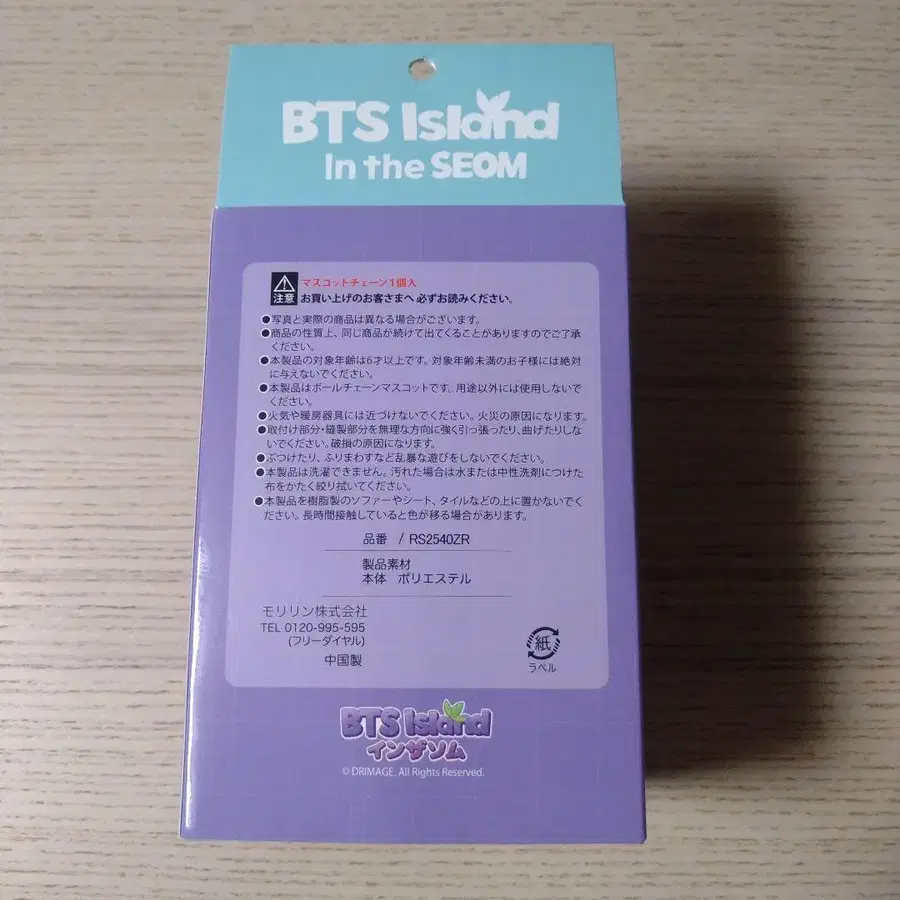 BTS Island
In the SEOM
注意
マスコットチェーン1個入
お買い上げのお客さまへ 必ずお読みください。
●写真と実際の商品は異なる場合がございます。
●商品の性質上、同じ商品が続けて出てくることがありますのでご了承
ください。
●本製品の対象年齢は6才以上です。対象年齢未満のお子様には絶対
に与えないでください。
●本製品はボールチェーンマスコットです。用途以外には使用しないで
ください。
●火気や暖房器具には近づけないでください。火災の原因になります。
●取付け部分・縫製部分を無理な方向に強く引っ張ったり、曲げたりしな
いでください。破損の原因になります。
●ぶつけたり、ふりまわすなど乱暴な遊びをしないでください。
●本製品は洗濯できません。汚れた場合は水または中性洗剤につけた
布をかたく絞り拭いてください。
●本製品を樹脂製のソファーやシート、タイルなどの上に置かないでく
ださい。長時間接触していると色が移る場合があります。
品番 / RS2540ZR
製品素材
本体 ポリエステル
モリリン株式会社
TEL 0120-995-595
(フリーダイヤル)
中国製
紙
ラベル
BTS Island
インザソム
© DRIMAGE. All Rights Reserved.